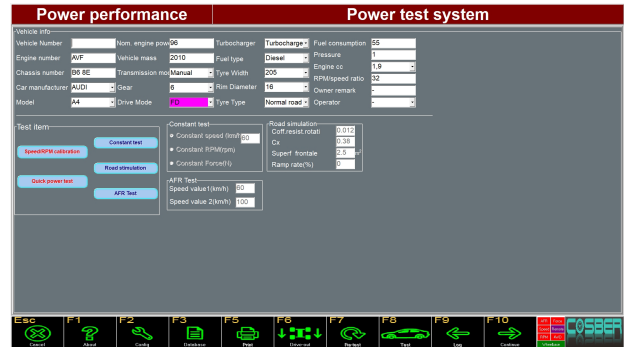 Power performance Power test system
Vehicle info
Vehicle Number Nom. engine pow 96 Turbocharger Turbocharge Fuel consumption 55
Engine number AVF Vehicle mass 2010 Fuel type Diesel Pressure 1
Chassis number B6 8E Transmission mo Manual Tyre Width 205 Engine cc 1,9
Car manufacturer AUDI Gear 6 Rim Diameter 16 RPM/speed ratio 32
Owner remark -
Model A4 Drive Mode FD Tyre Type Normal road Operator -
Test item
Speed/RPM calibration
Constant test
Road stimulation
Quick power test
AFR Test
Constant test
Constant speed (km/h 60
Constant RPM(rpm)
Constant Force(N)
AFR Test
Speed value1(km/h) 60
Speed value 2(km/h) 100
Road simulation
Coff.resist.rotati 0.012
Cx 0.38
Superf frontale 2.5 m²
Ramp rate(%) 0
Esc F1 F2 F3 F5 F6 F7 F8 F9 F10
Cancel About Config Database Print Drive-out Re-test Test Log Continue
COSBER